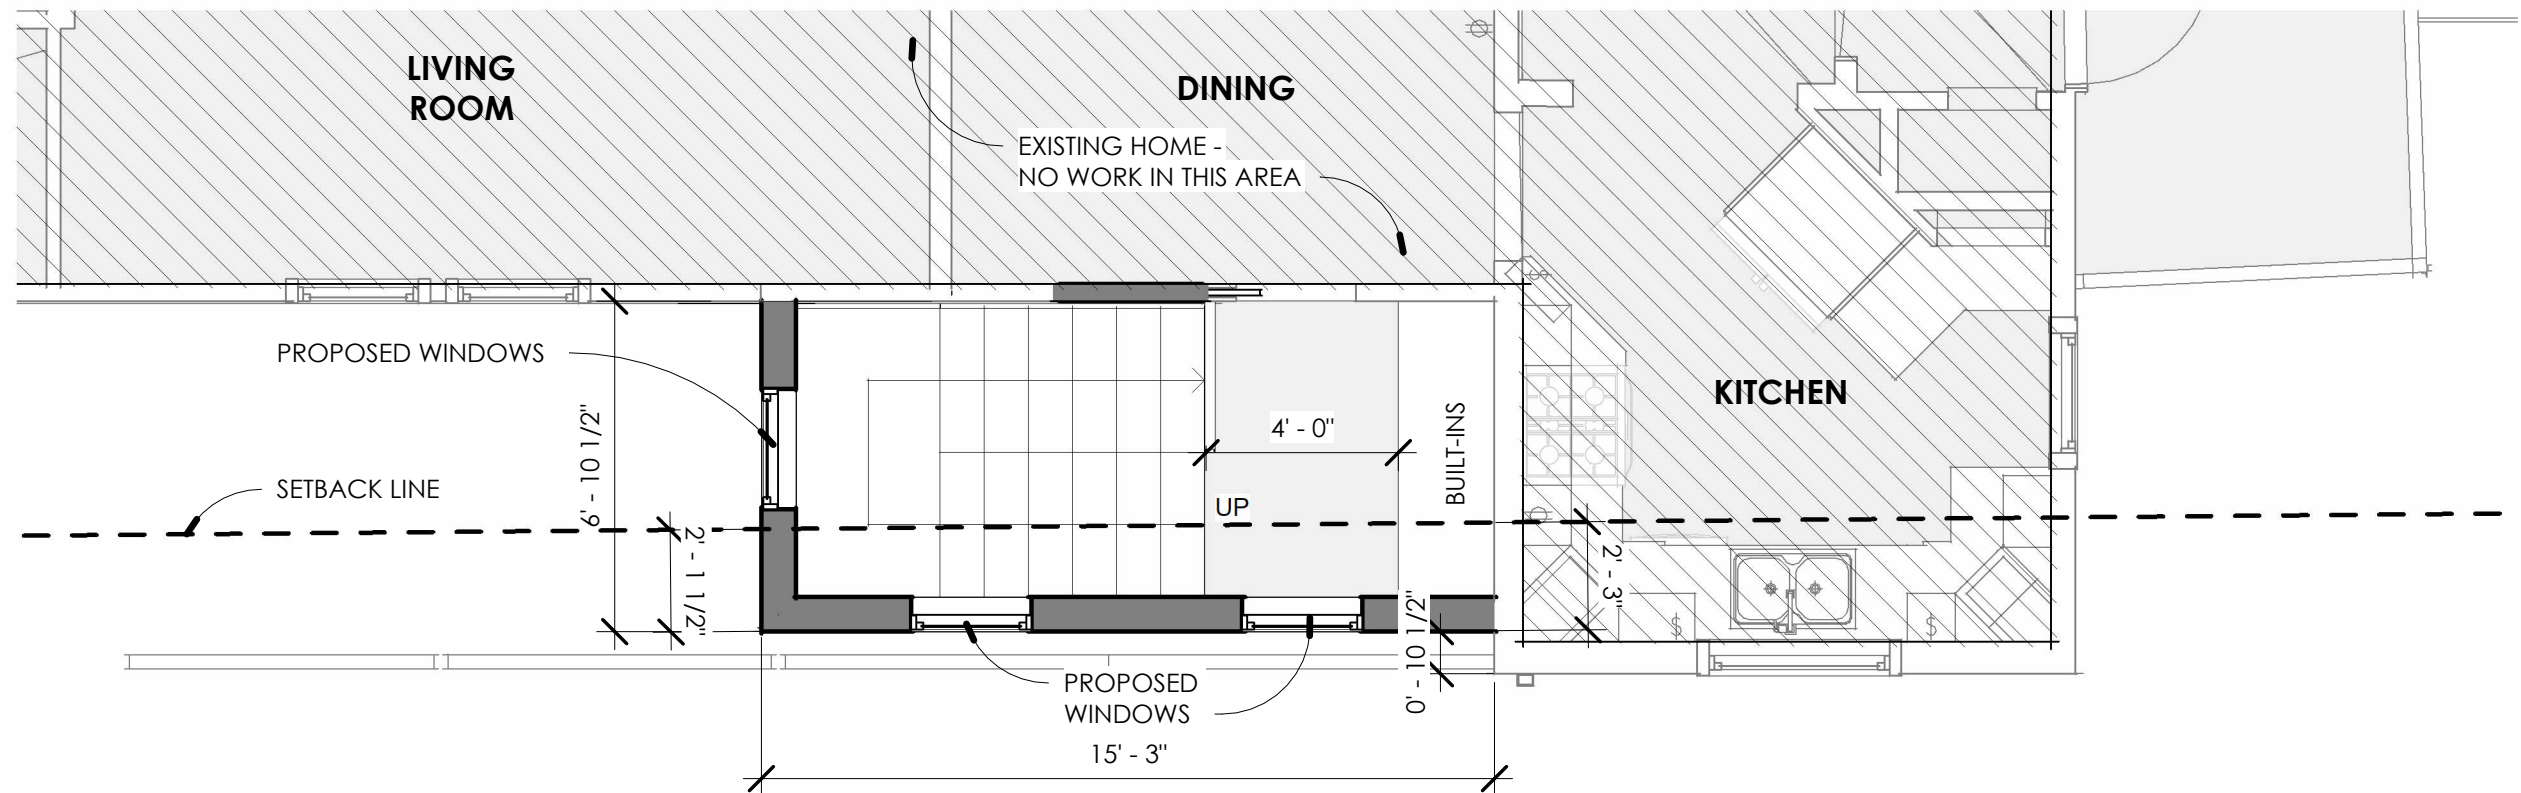 LIVING
ROOM
DINING
EXISTING HOME -
NO WORK IN THIS AREA
PROPOSED WINDOWS
KITCHEN
6' - 10 1/2"
4' - 0"
BUILT-INS
SETBACK LINE
UP
2' - 1 1/2"
2' - 3"
0' - 10 1/2"
$
$
$
PROPOSED
WINDOWS
15' - 3"